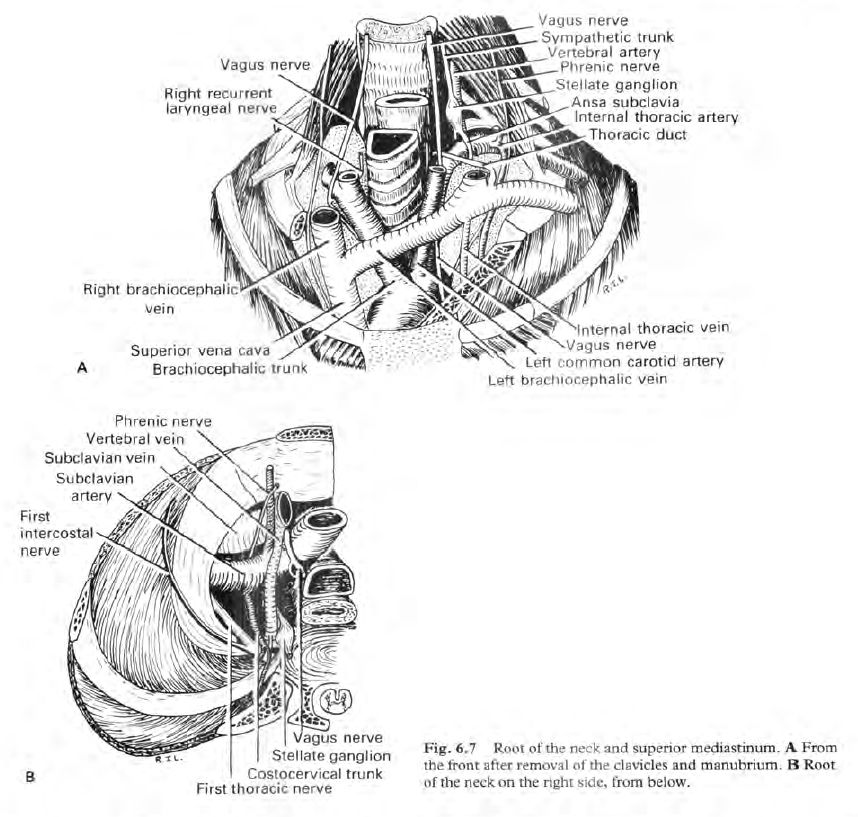 Vagus nerve
Sympathetic trunk
Vertebral artery
Phrenic nerve
Stellate ganglion
Ansa subclavia
Internal thoracic artery
Thoracic duct
Vagus nerve
Right recurrent
laryngeal nerve
Right brachiocephalic
vein
Superior vena cava
Brachiocephalic trunk
R.I.L.
Internal thoracic vein
Vagus nerve
Left common carotid artery
Left brachiocephalic vein
A
Phrenic nerve
Vertebral vein
Subclavian vein
Subclavian
artery
First
intercostal
nerve
R.I.L.
Vagus nerve
Stellate ganglion
Costocervical trunk
First thoracic nerve
B
Fig. 6.7 Root of the neck and superior mediastinum. A From
the front after removal of the clavicles and manubrium. B Root
of the neck on the right side, from below.